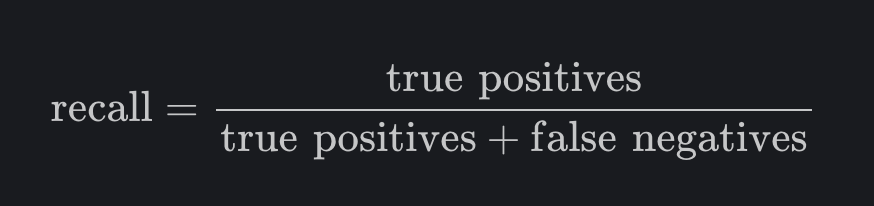 recall = true positives
true positives + false negatives